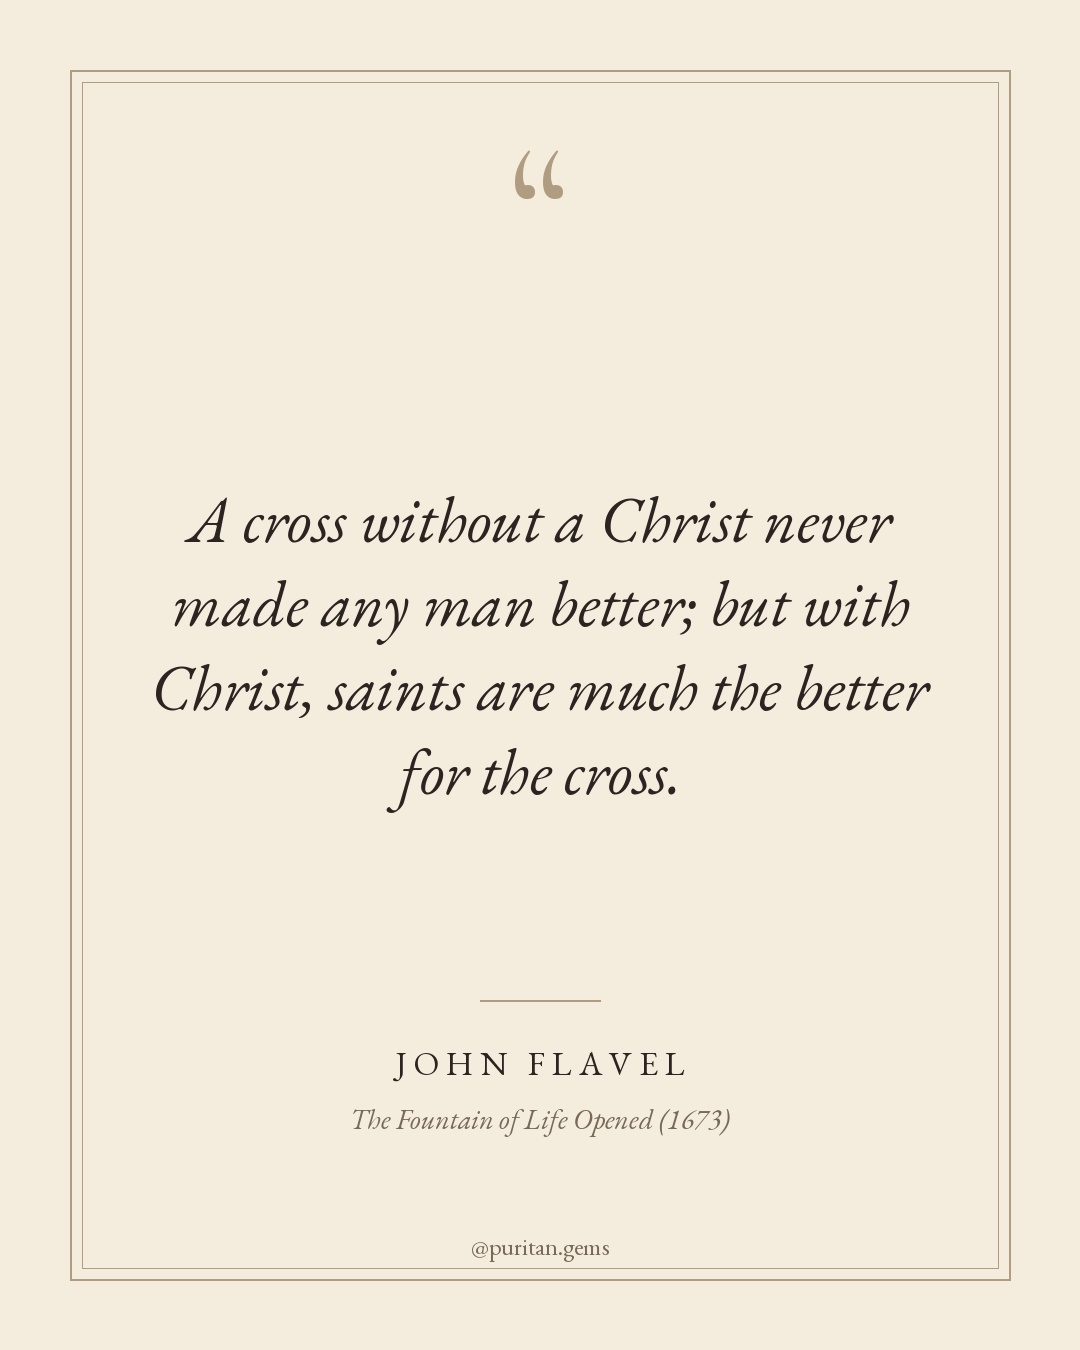 “
A cross without a Christ never
made any man better; but with
Christ, saints are much the better
for the cross.
JOHN FLAVEL
The Fountain of Life Opened (1673)
@puritan.gems